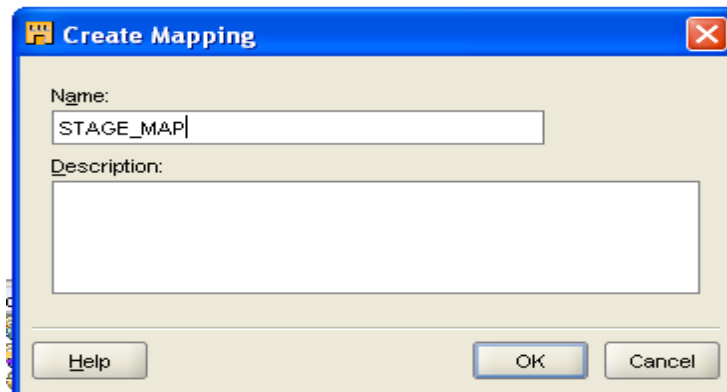 Create Mapping
Name:
STAGE_MAP
Description:
Help OK Cancel